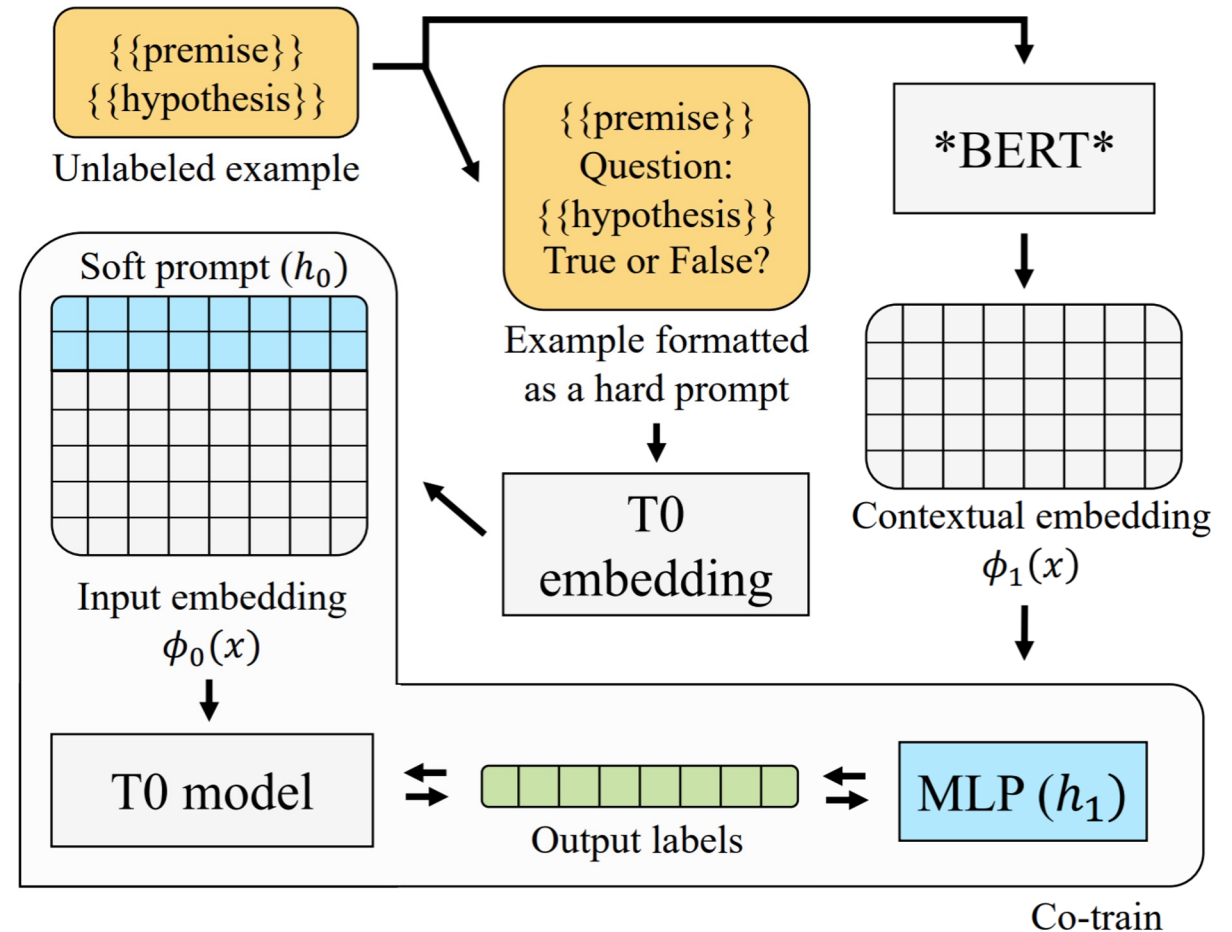 {{premise}}
{{hypothesis}}
Unlabeled example
{{premise}}
Question:
{{hypothesis}}
True or False?
Example formatted
as a hard prompt
*BERT*
Soft prompt (h₀)
Input embedding
ϕ₀(x)
T0
embedding
Contextual embedding
ϕ₁(x)
T0 model
Output labels
MLP (h₁)
Co-train